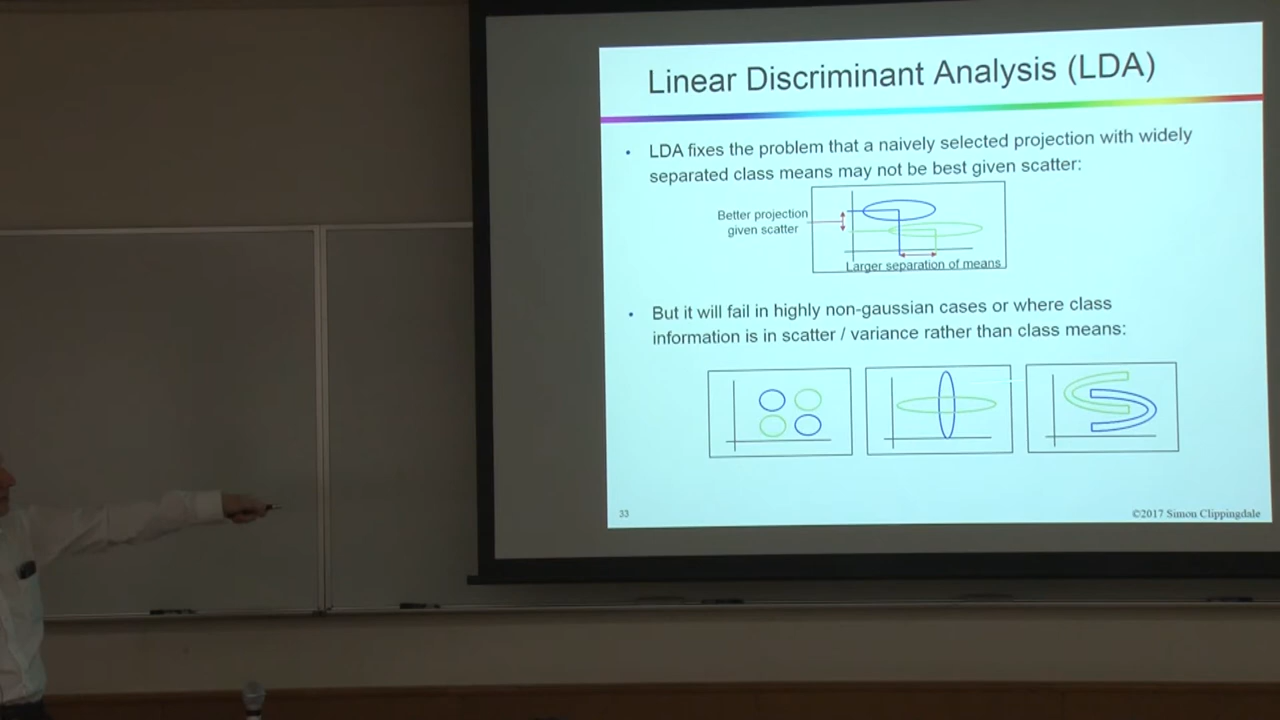 Linear Discriminant Analysis (LDA)
• LDA fixes the problem that a naively selected projection with widely
separated class means may not be best given scatter:
Better projection
given scatter
Larger separation of means
• But it will fail in highly non-gaussian cases or where class
information is in scatter / variance rather than class means:
33
©2017 Simon Clippingdale